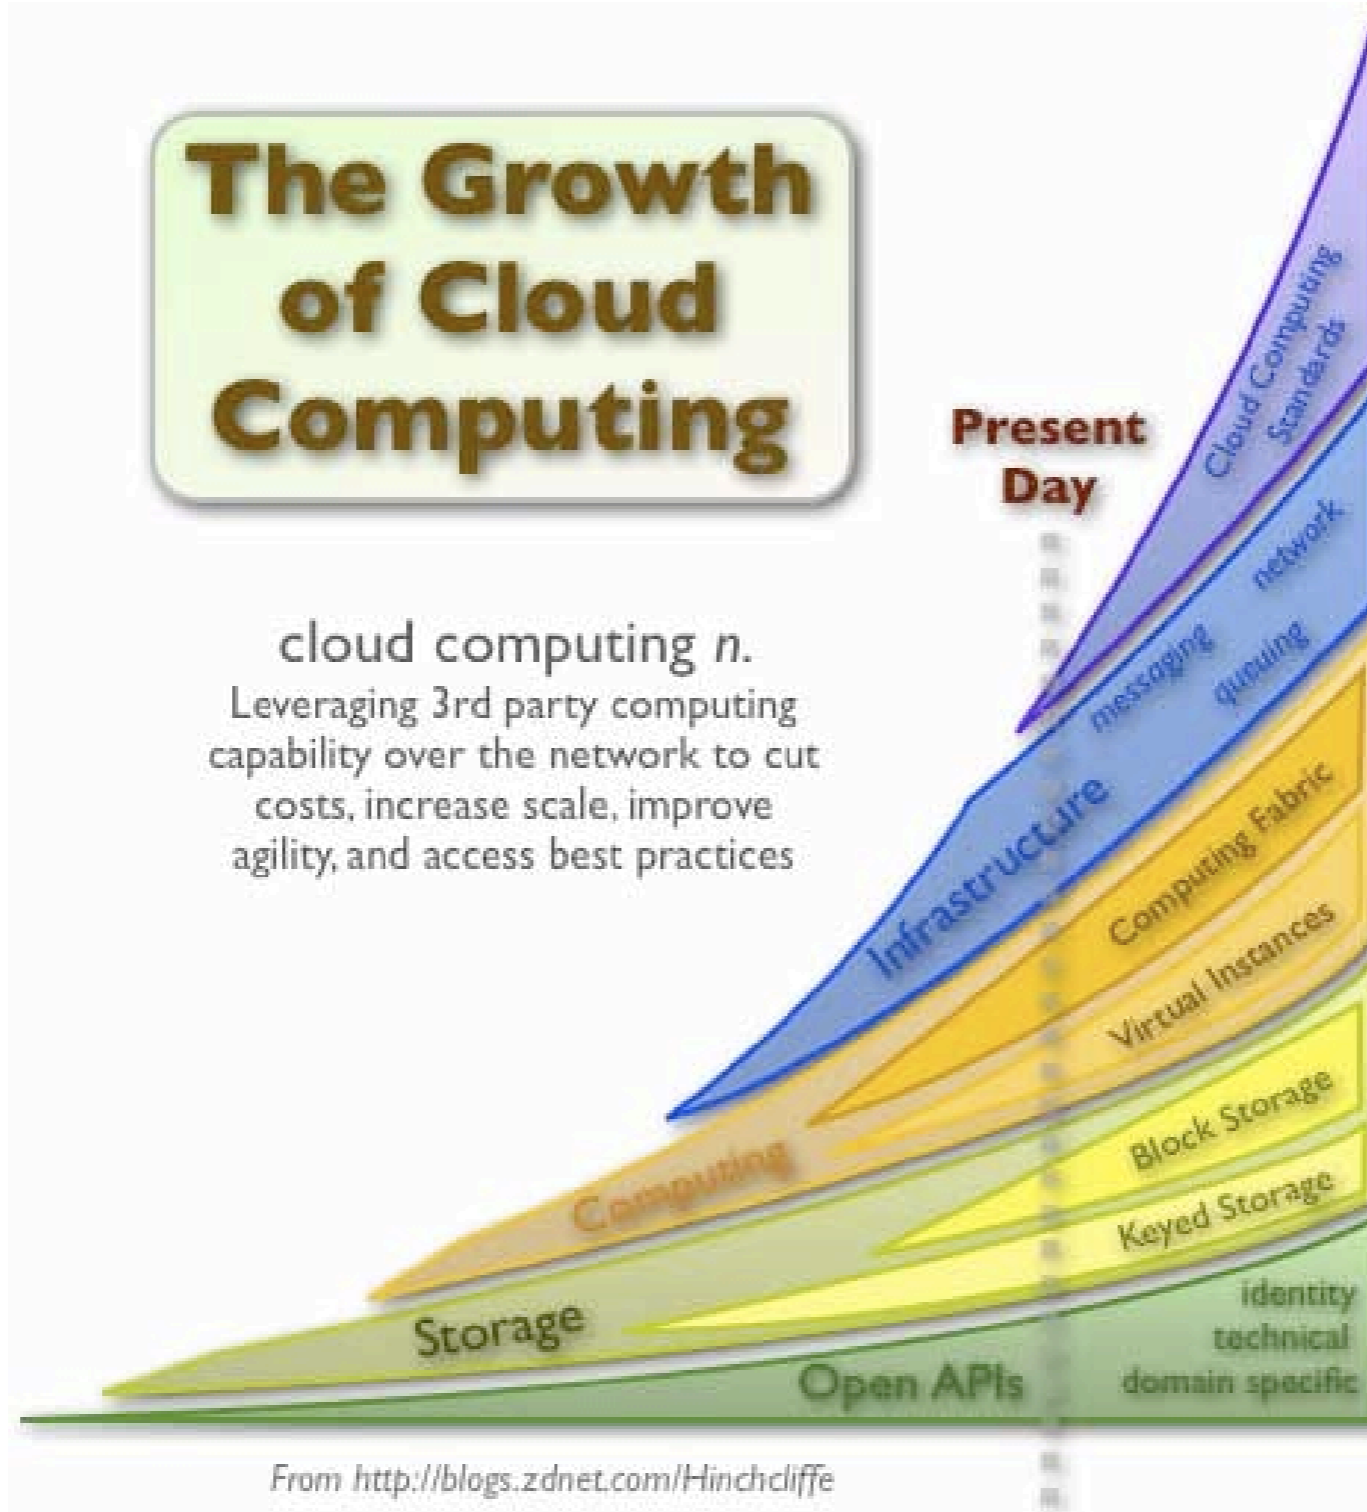 The Growth
of Cloud
Computing
Present
Day
cloud computing n.
Leveraging 3rd party computing
capability over the network to cut
costs, increase scale, improve
agility, and access best practices
Cloud Computing
Standards
network
messaging
queuing
Infrastructure
Computing Fabric
Virtual Instances
Computing
Block Storage
Keyed Storage
Storage
identity
technical
domain specific
Open APIs
From http://blogs.zdnet.com/Hinchcliffe